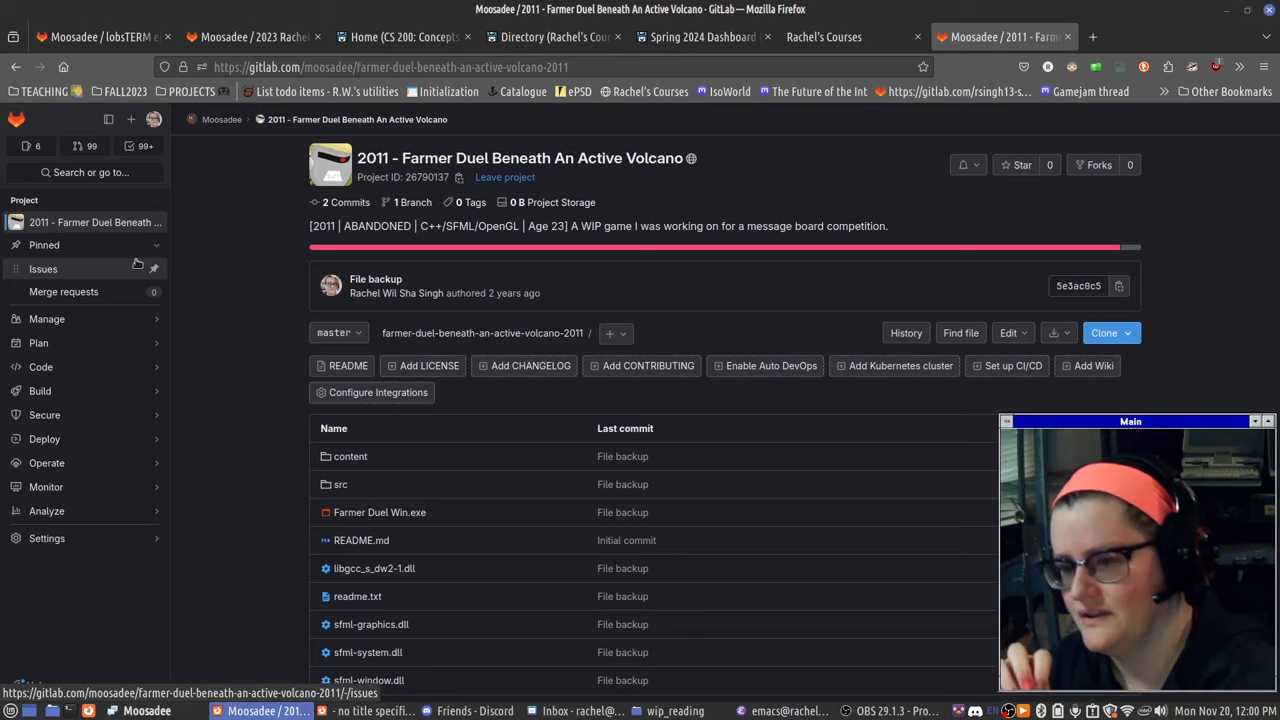 Moosadee / 2011 - Farmer Duel Beneath An Active Volcano · GitLab — Mozilla Firefox
Moosadee / lobsTERM e
Moosadee / 2023 Rachel
Home (CS 200: Concepts
Directory (Rachel's Cour
Spring 2024 Dashboard
Rachel's Courses
Moosadee / 2011 - Farm
https://gitlab.com/moosadee/farmer-duel-beneath-an-active-volcano-2011
TEACHING
FALL2023
PROJECTS
List todo items - R.W.'s utilities
Initialization
Catalogue
ePSD
Rachel's Courses
IsoWorld
The Future of the Int
https://gitlab.com/rsingh13-s
Gamejam thread
Other Bookmarks
Moosadee > 2011 - Farmer Duel Beneath An Active Volcano
6
99
99+
Search or go to...
Project
2011 - Farmer Duel Beneath ...
Pinned
Issues
Merge requests 0
Manage
Plan
Code
Build
Secure
Deploy
Operate
Monitor
Analyze
Settings
2011 - Farmer Duel Beneath An Active Volcano
Project ID: 26790137 Leave project
Star 0
Forks 0
2 Commits 1 Branch 0 Tags 0 B Project Storage
[2011 | ABANDONED | C++/SFML/OpenGL | Age 23] A WIP game I was working on for a message board competition.
File backup
Rachel Wil Sha Singh authored 2 years ago
5e3ac0c5
master
farmer-duel-beneath-an-active-volcano-2011 /
+
History
Find file
Edit
Clone
README
Add LICENSE
Add CHANGELOG
Add CONTRIBUTING
Enable Auto DevOps
Add Kubernetes cluster
Set up CI/CD
Add Wiki
Configure Integrations
Name Last commit
content File backup
src File backup
Farmer Duel Win.exe File backup
README.md Initial commit
libgcc_s_dw2-1.dll File backup
readme.txt File backup
sfml-graphics.dll File backup
sfml-system.dll File backup
sfml-window.dll File backup
Main
https://gitlab.com/moosadee/farmer-duel-beneath-an-active-volcano-2011/-/issues
Moosadee
Moosadee / 201...
- no title specifi...
Friends - Discord
Inbox - rachel@...
wip_reading
emacs@rachel...
OBS 29.1.3 - Pr...
EN
Mon Nov 20, 12:00 PM